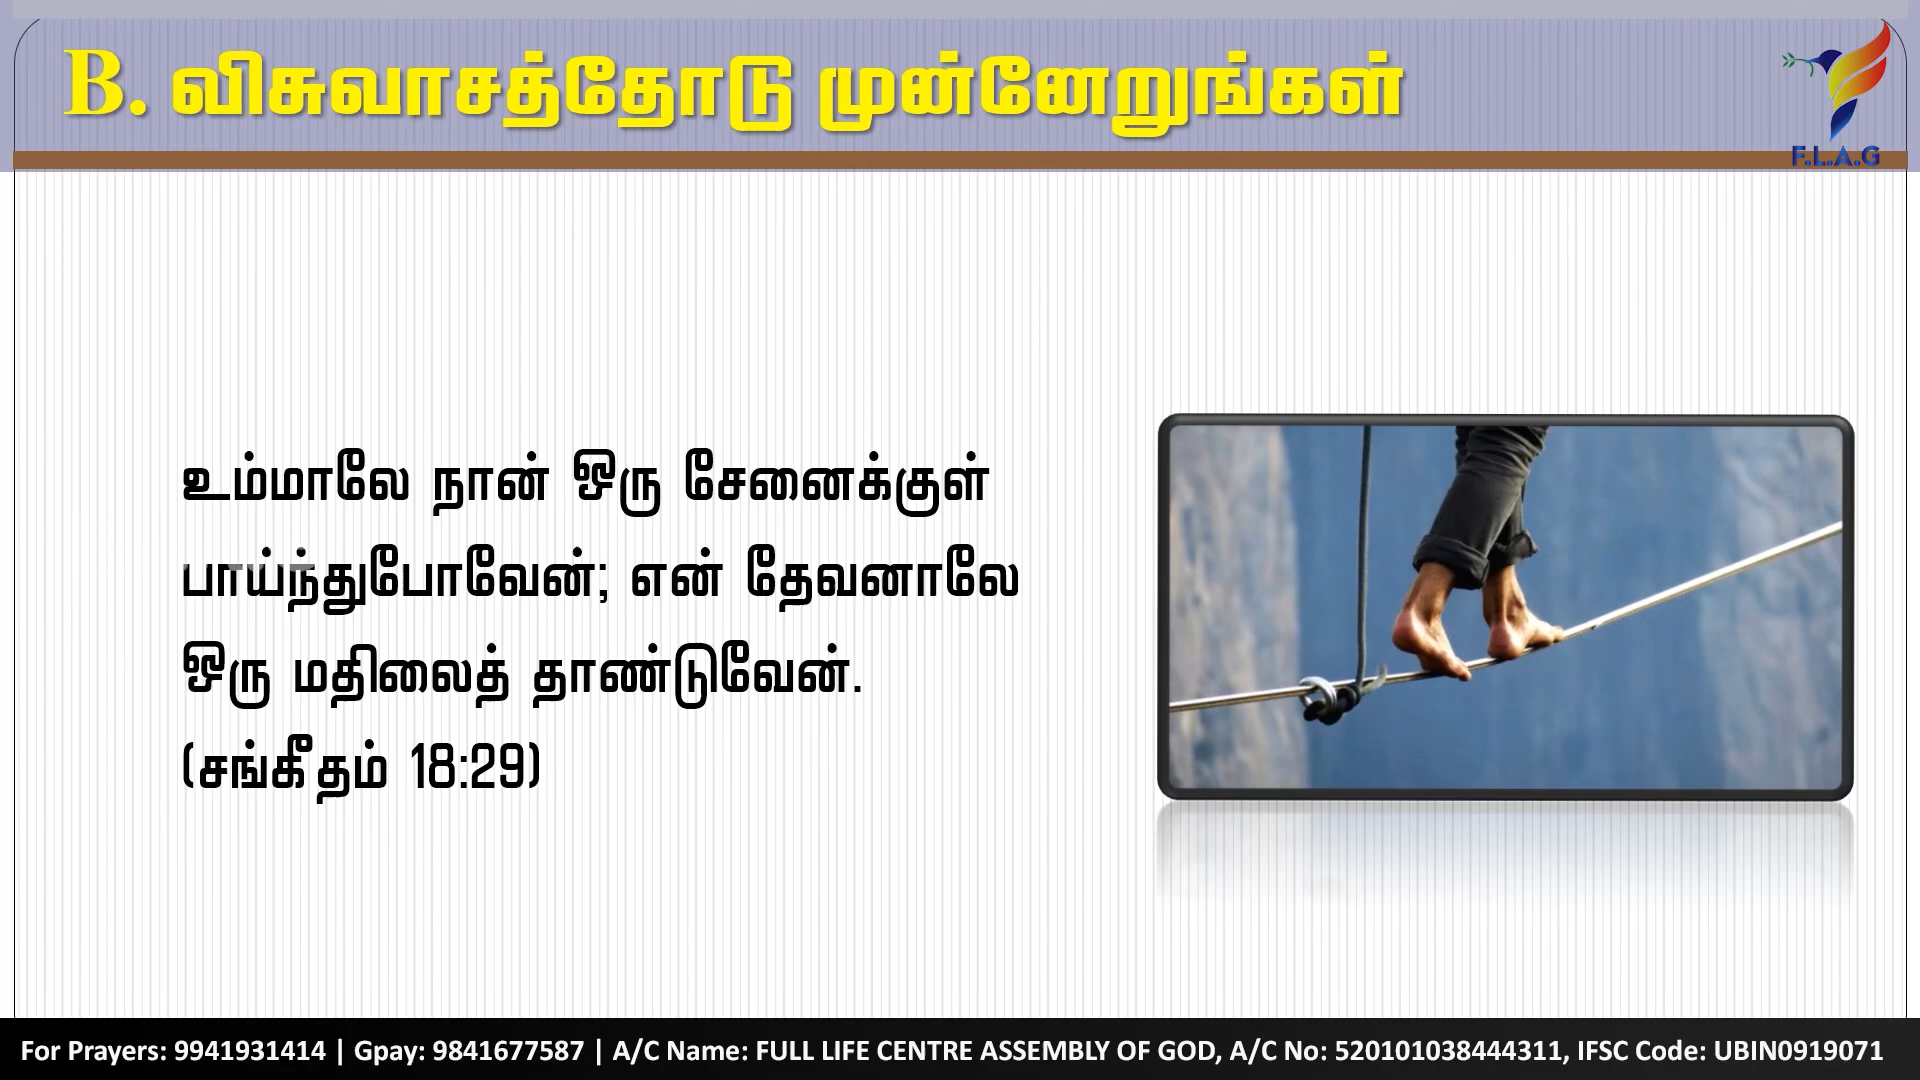 B. விசுவாசத்தோடு முன்னேறுங்கள்
F.L.A.G
உம்மாலே நான் ஒரு சேனைக்குள்
பாய்ந்துபோவேன்; என் தேவனாலே
ஒரு மதிலைத் தாண்டுவேன்.
(சங்கீதம் 18:29)
For Prayers: 9941931414 | Gpay: 9841677587 | A/C Name: FULL LIFE CENTRE ASSEMBLY OF GOD, A/C No: 520101038444311, IFSC Code: UBIN0919071